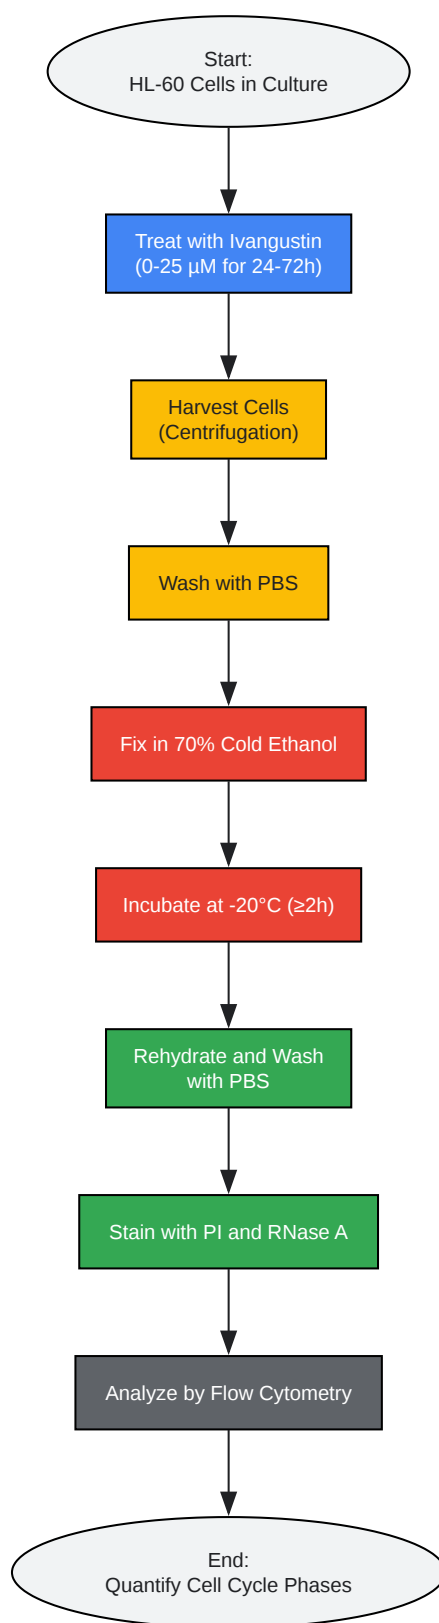 Start:
HL-60 Cells in Culture
Treat with Ivangustin
(0-25 µM for 24-72h)
Harvest Cells
(Centrifugation)
Wash with PBS
Fix in 70% Cold Ethanol
Incubate at -20°C (≥2h)
Rehydrate and Wash
with PBS
Stain with PI and RNase A
Analyze by Flow Cytometry
End:
Quantify Cell Cycle Phases